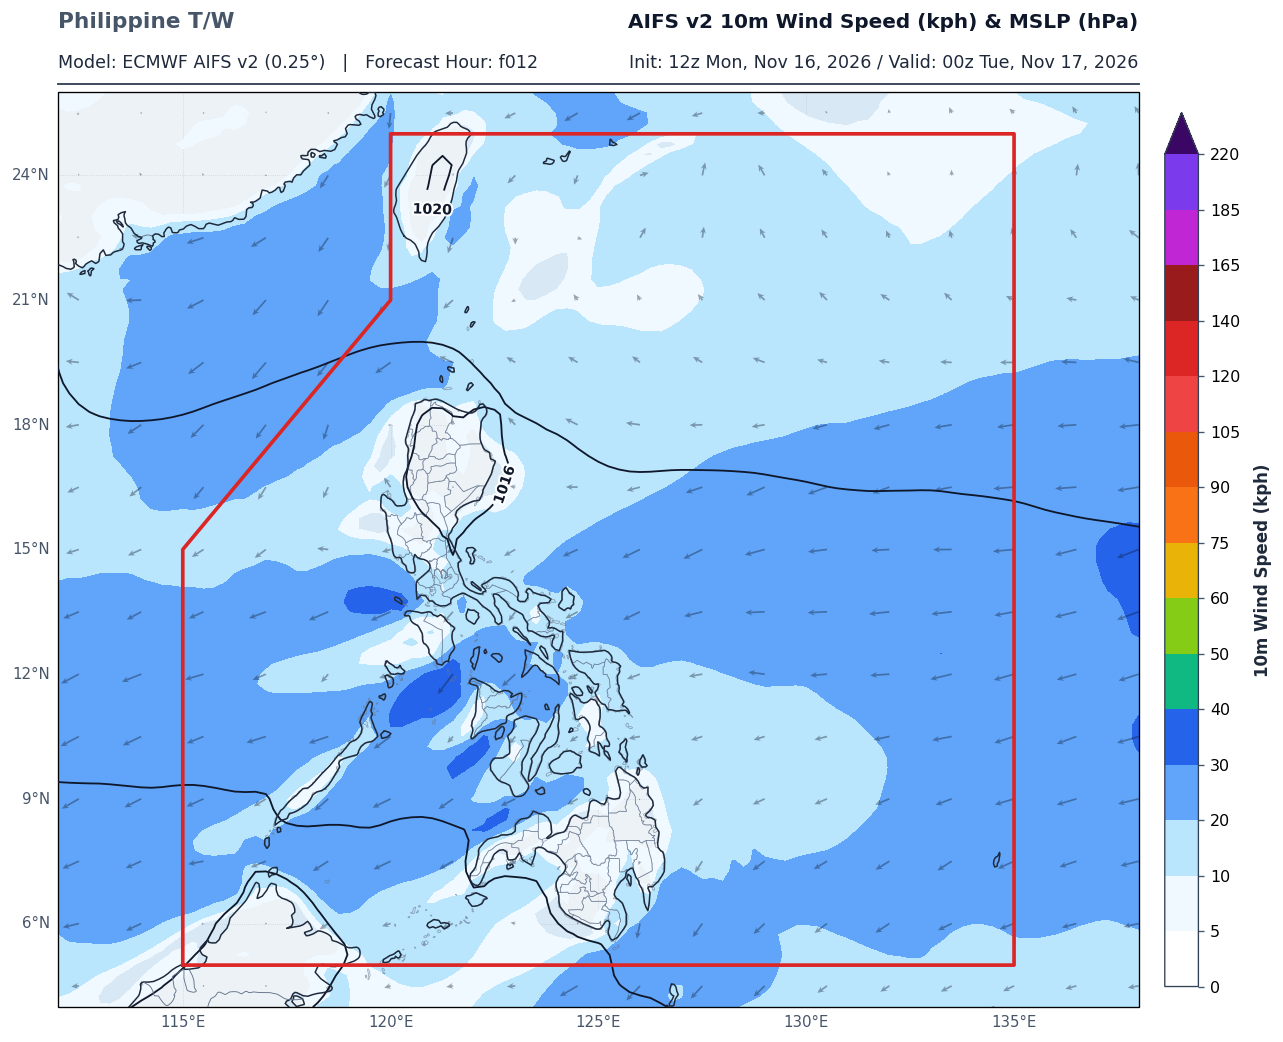 Philippine T/W
AIFS v2 10m Wind Speed (kph) & MSLP (hPa)
Model: ECMWF AIFS v2 (0.25°) | Forecast Hour: f012
Init: 12z Mon, Nov 16, 2026 / Valid: 00z Tue, Nov 17, 2026
24°N
21°N
18°N
15°N
12°N
9°N
6°N
115°E
120°E
125°E
130°E
135°E
1020
1016
220
185
165
140
120
105
90
75
60
50
40
30
20
10
5
0
10m Wind Speed (kph)